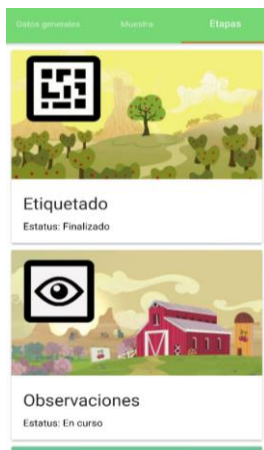 Datos generales
Muestra
Etapas
Etiquetado
Estatus: Finalizado
Observaciones
Estatus: En curso